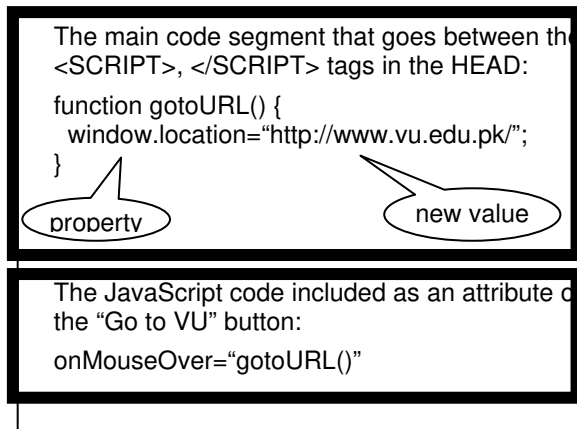 The main code segment that goes between the
<SCRIPT>, </SCRIPT> tags in the HEAD:
function gotoURL() {
window.location=“http://www.vu.edu.pk/”;
}
property
new value
The JavaScript code included as an attribute
the “Go to VU” button:
onMouseOver=“gotoURL()”